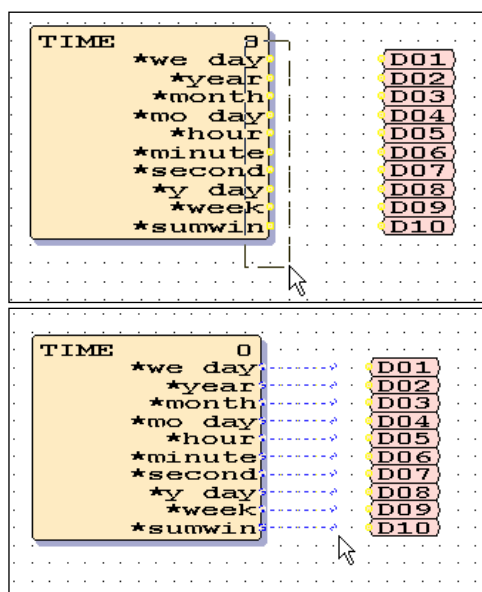 TIME
*we day D01
*year D02
*month D03
*mo day D04
*hour D05
*minute D06
*second D07
*y day D08
*week D09
*sumwin D10
TIME 0
*we day D01
*year D02
*month D03
*mo day D04
*hour D05
*minute D06
*second D07
*y day D08
*week D09
*sumwin D10